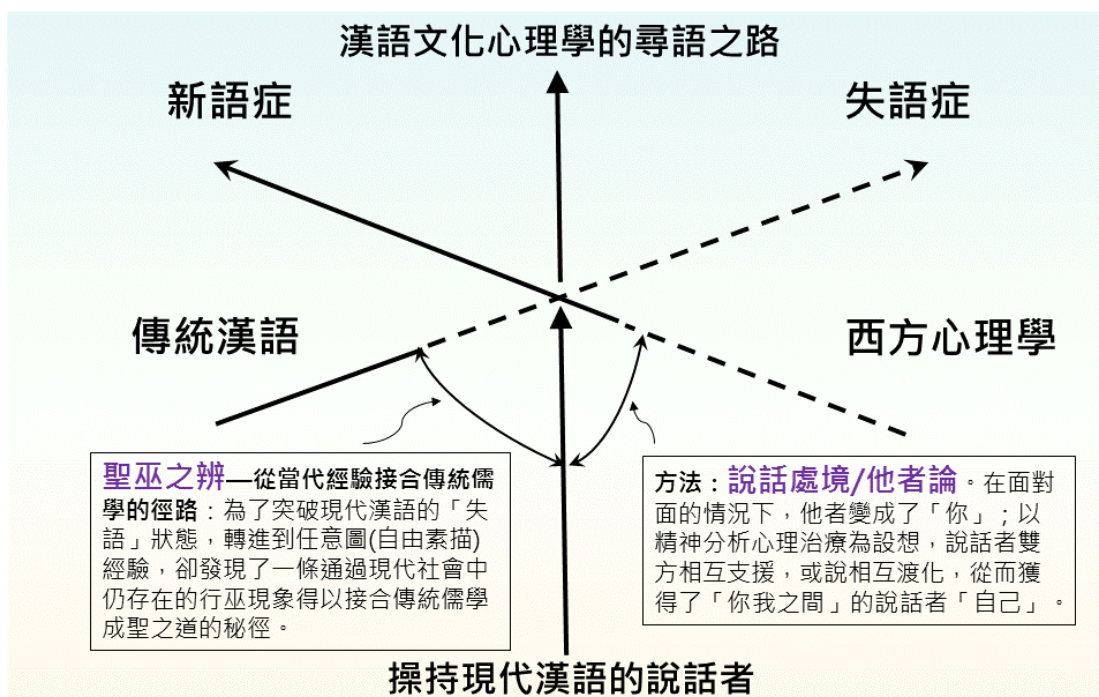 漢語文化心理學的尋語之路
新語症
失語症
傳統漢語
西方心理學
聖巫之辨—從當代經驗接合傳統儒
學的徑路：為了突破現代漢語的「失
語」狀態，轉進到任意圖(自由素描)
經驗，卻發現了一條通過現代社會中
仍存在的行巫現象得以接合傳統儒學
成聖之道的秘徑。
方法：說話處境/他者論。在面對
面的情況下，他者變成了「你」；以
精神分析心理治療為設想，說話者雙
方相互支援，或說相互渡化，從而獲
得了「你我之間」的說話者「自己」。
操持現代漢語的說話者